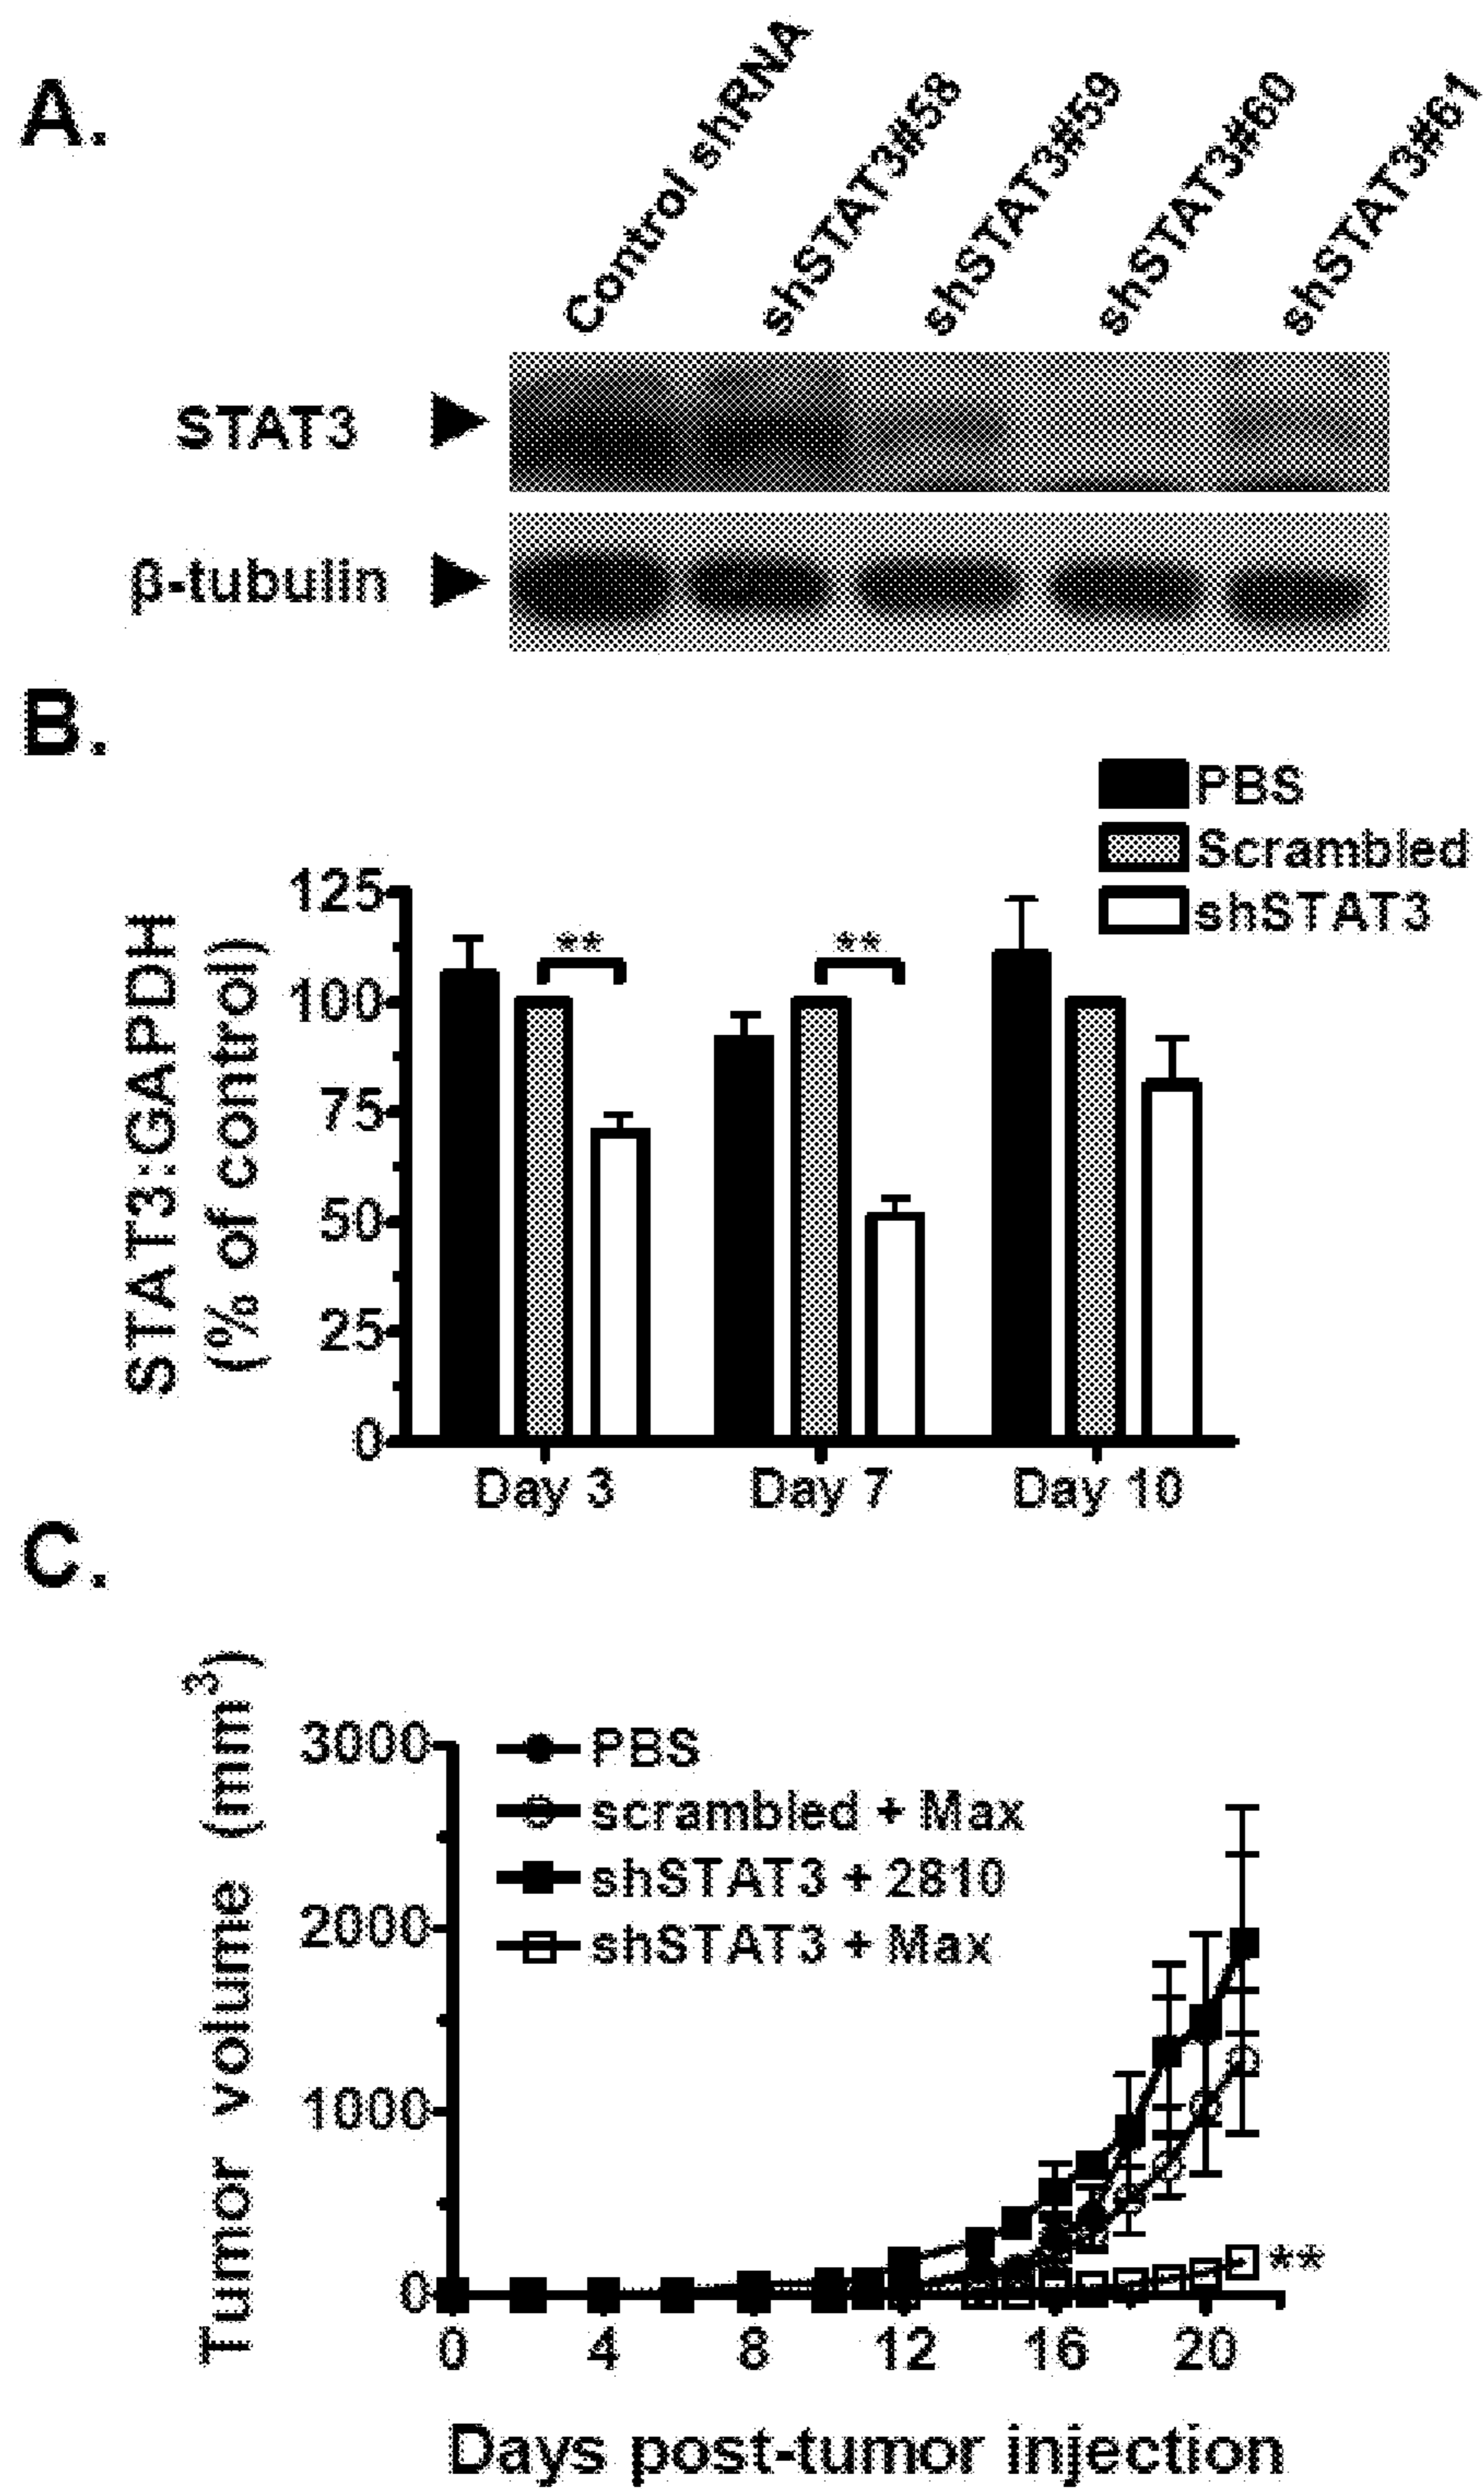 A.
Control shRNA
shSTAT3#58
shSTAT3#59
shSTAT3#60
shSTAT3#61
STAT3
β-tubulin
B.
PBS
Scrambled
shSTAT3
STAT3:GAPDH
(% of control)
125
100
75
50
25
0
**
**
Day 3
Day 7
Day 10
C.
Tumor volume (mm³)
3000
2000
1000
0
PBS
scrambled + Max
shSTAT3 + 2810
shSTAT3 + Max
**
0 4 8 12 16 20
Days post-tumor injection